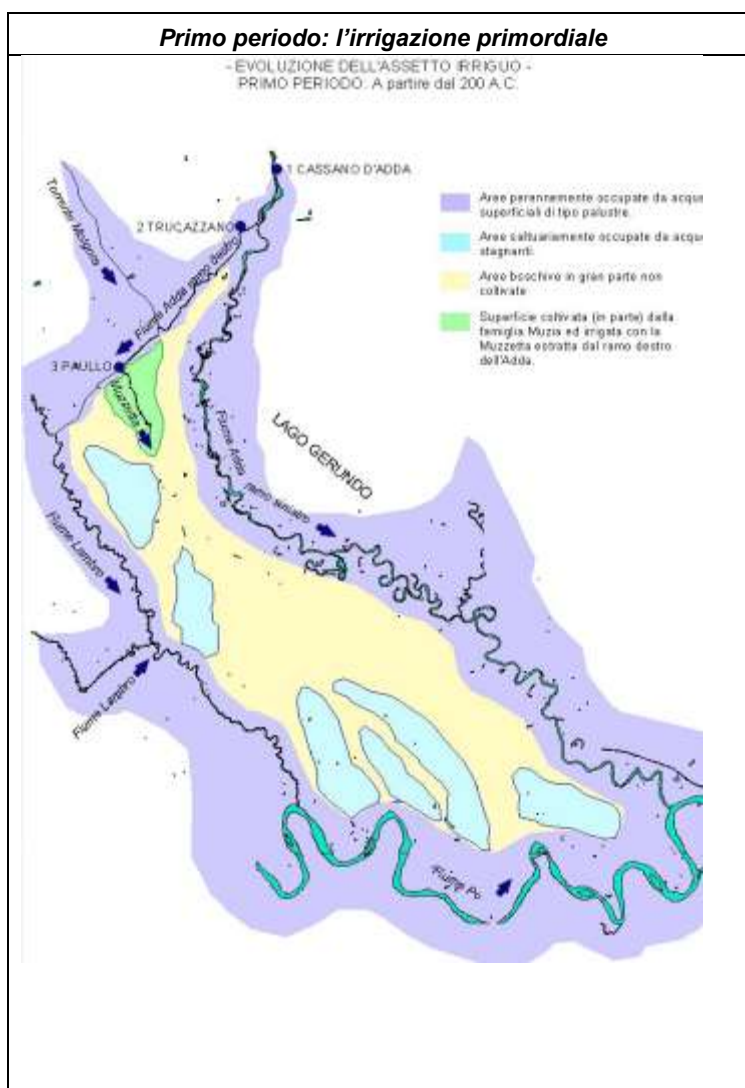 Primo periodo: l'irrigazione primordiale
- EVOLUZIONE DELL'ASSETTO IRRIGUO -
PRIMO PERIODO: A partire dal 200 A.C.
1 CASSANO D'ADDA
2 TRUCAZZANO
Torrente Molgora
Fiume Adda ramo destro
3 PAULLO
Muzzetta
Aree perennemente occupate da acque
superficiali di tipo palustre.
Aree saltuariamente occupate da acque
stagnanti.
Aree boschive in gran parte non
coltivate
Superficie coltivata (in parte) dalla
famiglia Muzia ed irrigata con la
Muzzetta estratta dal ramo destro
dell'Adda.
LAGO GERUNDO
Fiume Adda ramo sinistro
Fiume Lambro
Fiume Lambro
Fiume Po